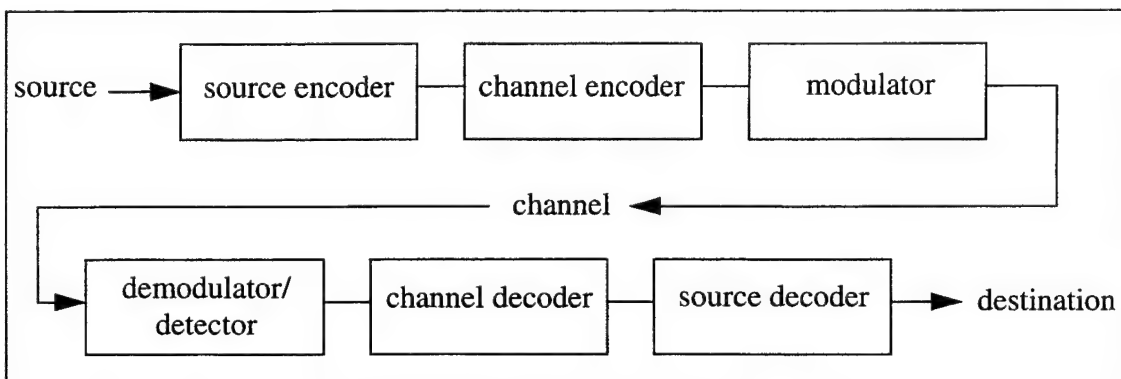 source
source encoder
channel encoder
modulator
channel
demodulator/
detector
channel decoder
source decoder
destination